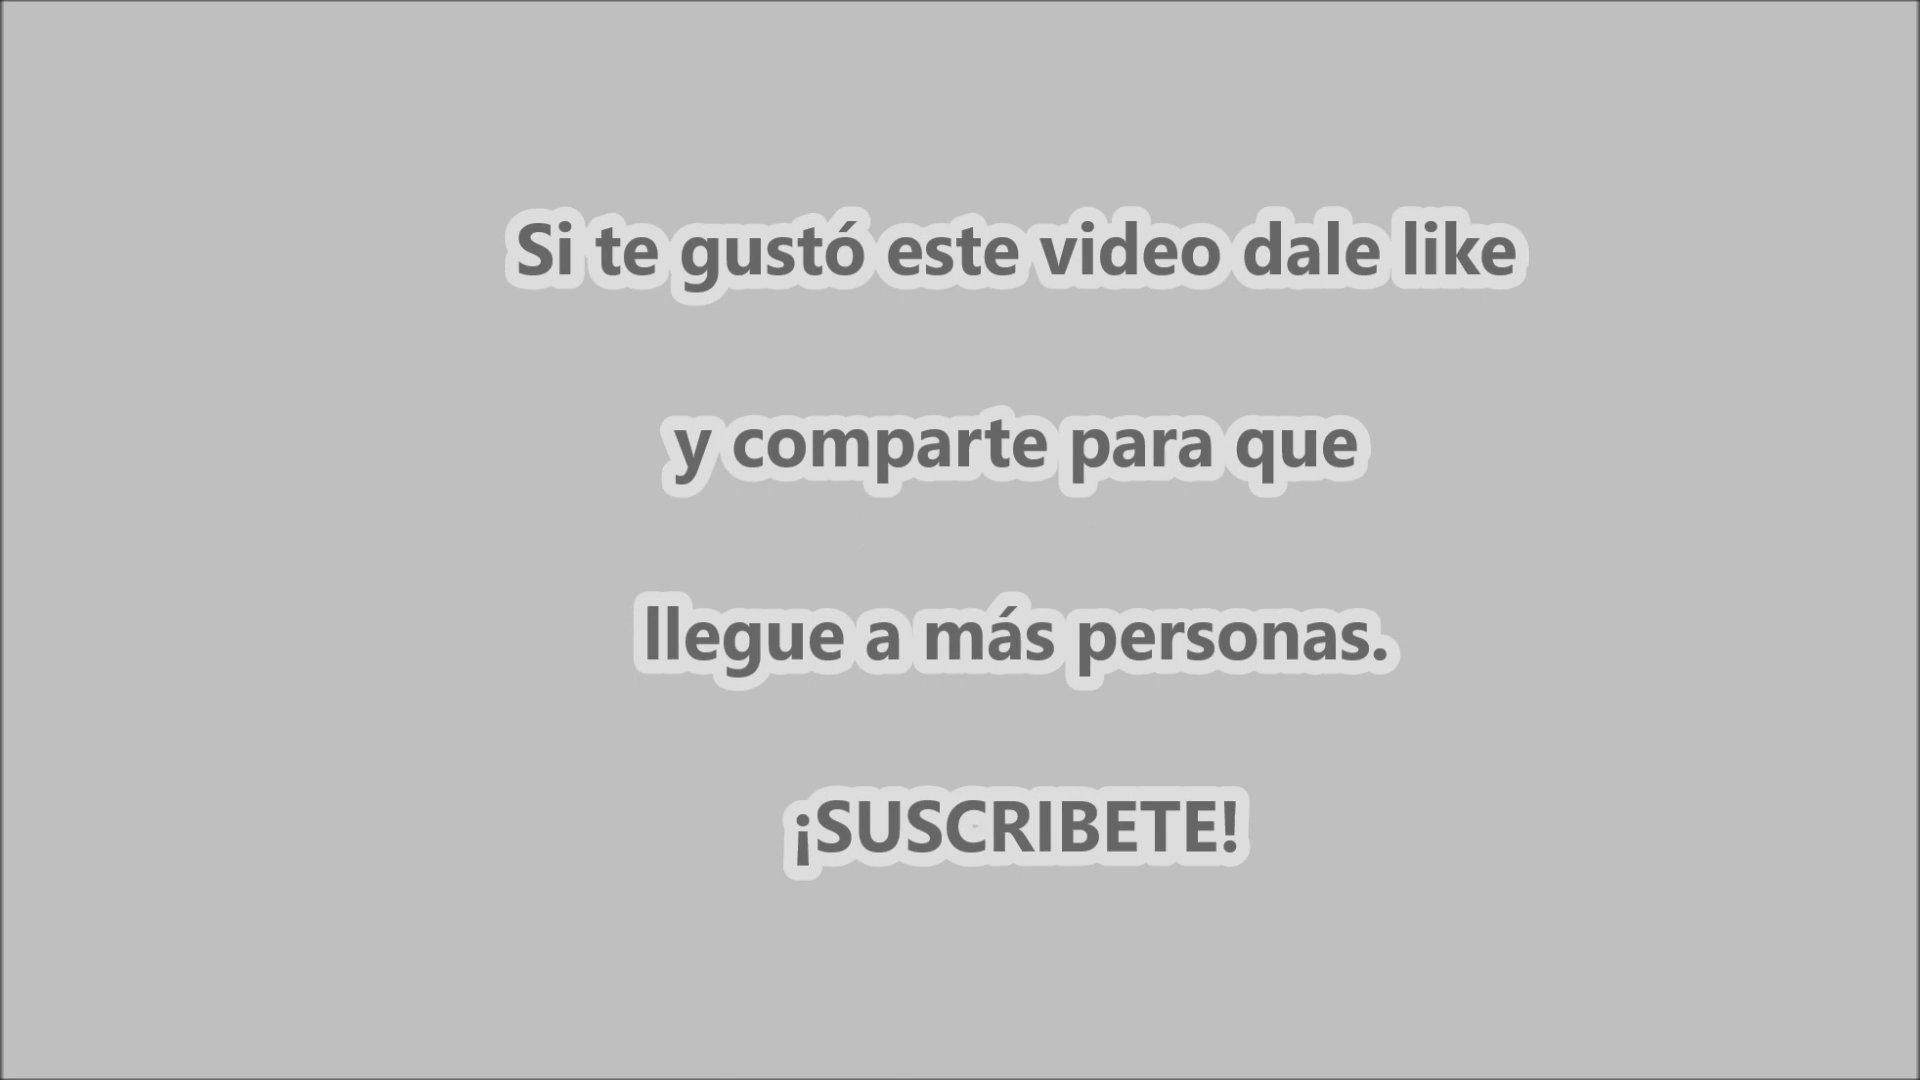 Si te gustó este video dale like
y comparte para que
llegue a más personas.
¡SUSCRIBETE!